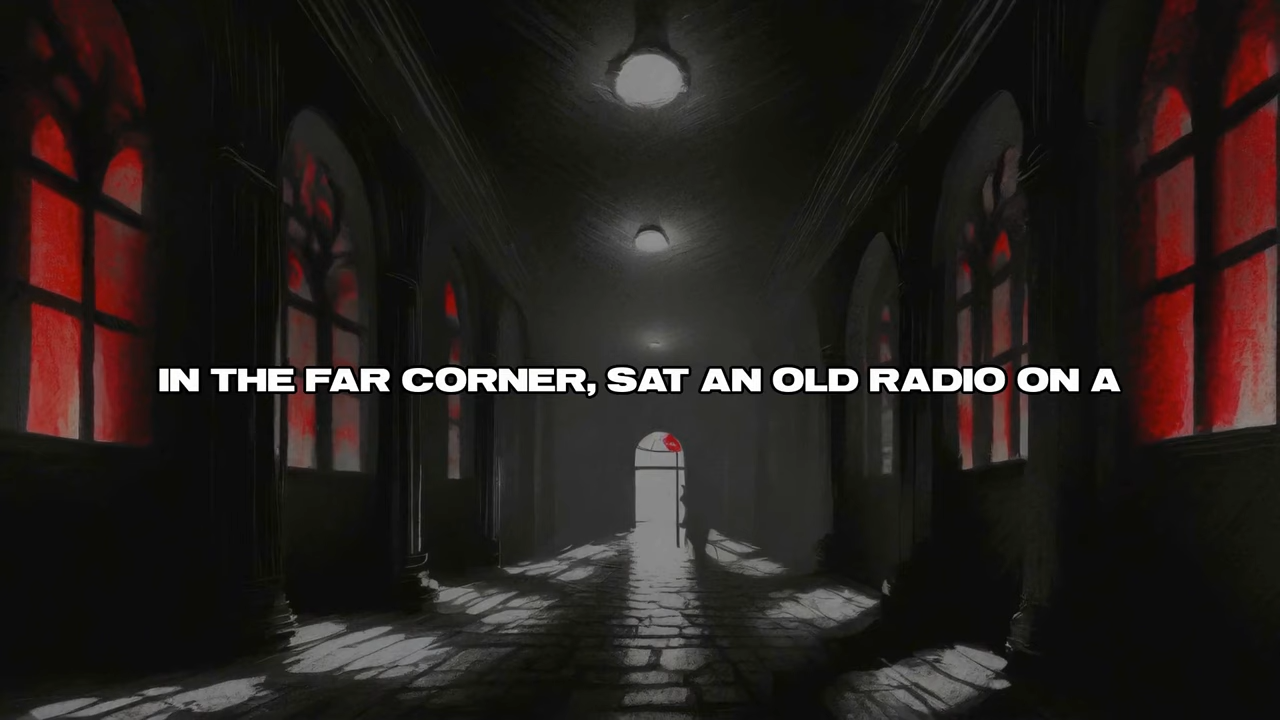 IN THE FAR CORNER, SAT AN OLD RADIO ON A